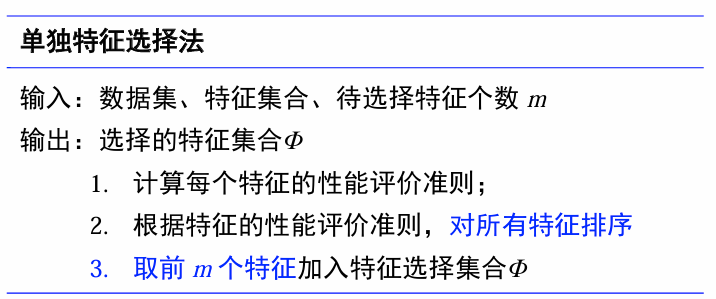 单独特征选择法
输入：数据集、特征集合、待选择特征个数 m
输出：选择的特征集合Φ
1. 计算每个特征的性能评价准则；
2. 根据特征的性能评价准则，对所有特征排序
3. 取前 m 个特征加入特征选择集合Φ